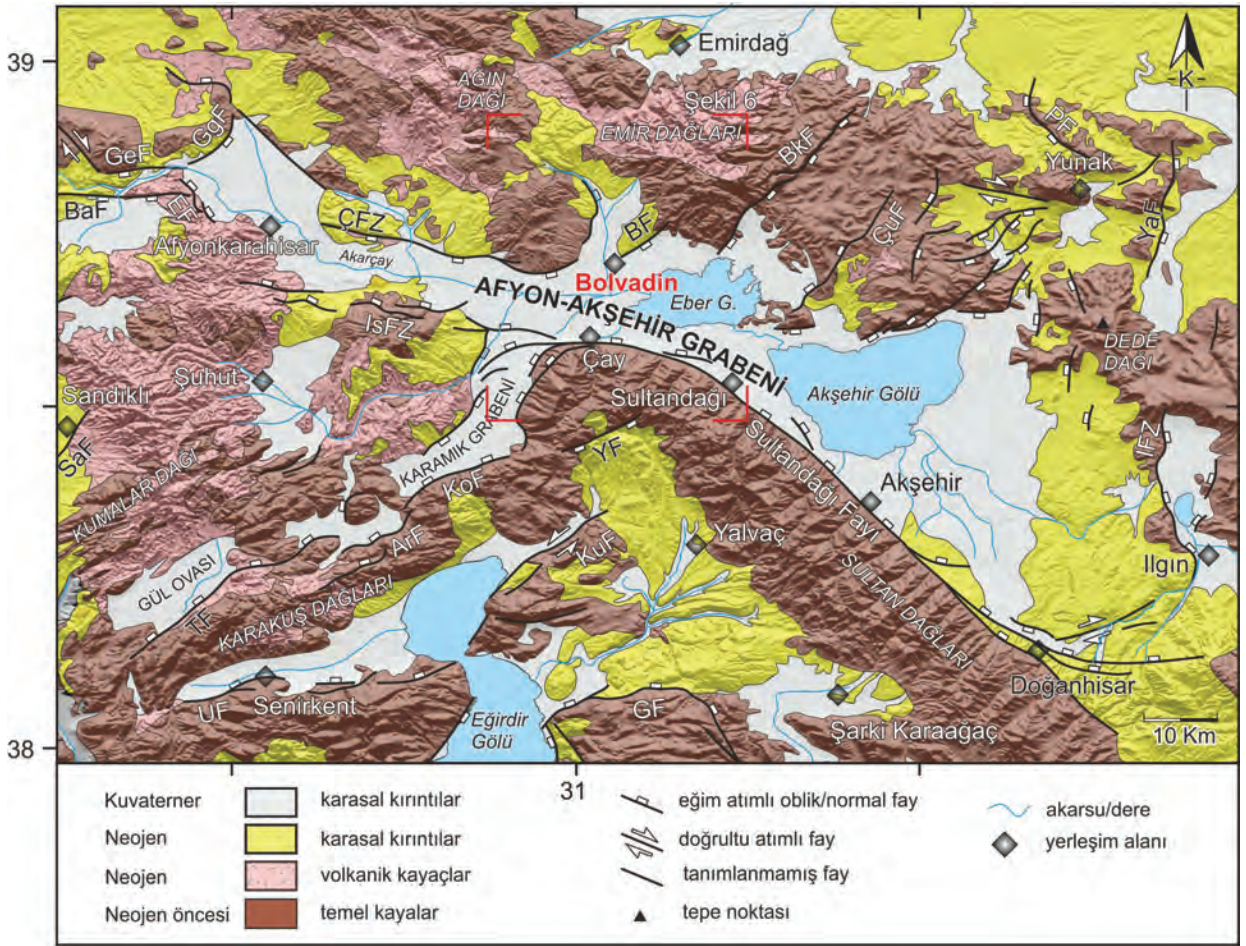 39
38
31
K
Emirdağ
AĞIN
DAĞI
Şekil 6
EMİR DAĞLARI
BkF
PF
Yunak
GgF
GeF
BaF
EF
Afyonkarahisar
ÇFZ
Akarçay
BF
ÇuF
YaF
Bolvadin
Eber G.
AFYON-AKŞEHİR GRABENİ
IsFZ
Çay
DEDE
DAĞI
Şuhut
Sandıklı
SaF
Sultandağı
Akşehir Gölü
KARAMIK GRABENİ
IFZ
KUMALAR DAĞI
KoF
YF
Sultandağı Fayı
Akşehir
ArF
Yalvaç
KuF
Ilgın
GÜL OVASI
TF
KARAKUŞ DAĞLARI
SULTAN DAĞLARI
Doğanhisar
UF
Senirkent
Eğirdir
Gölü
GF
Şarki Karaağaç
10 Km
Kuvaterner karasal kırıntılar
Neojen karasal kırıntılar
Neojen volkanik kayaçlar
Neojen öncesi temel kayalar
eğim atımlı oblik/normal fay
doğrultu atımlı fay
tanımlanmamış fay
tepe noktası
akarsu/dere
yerleşim alanı